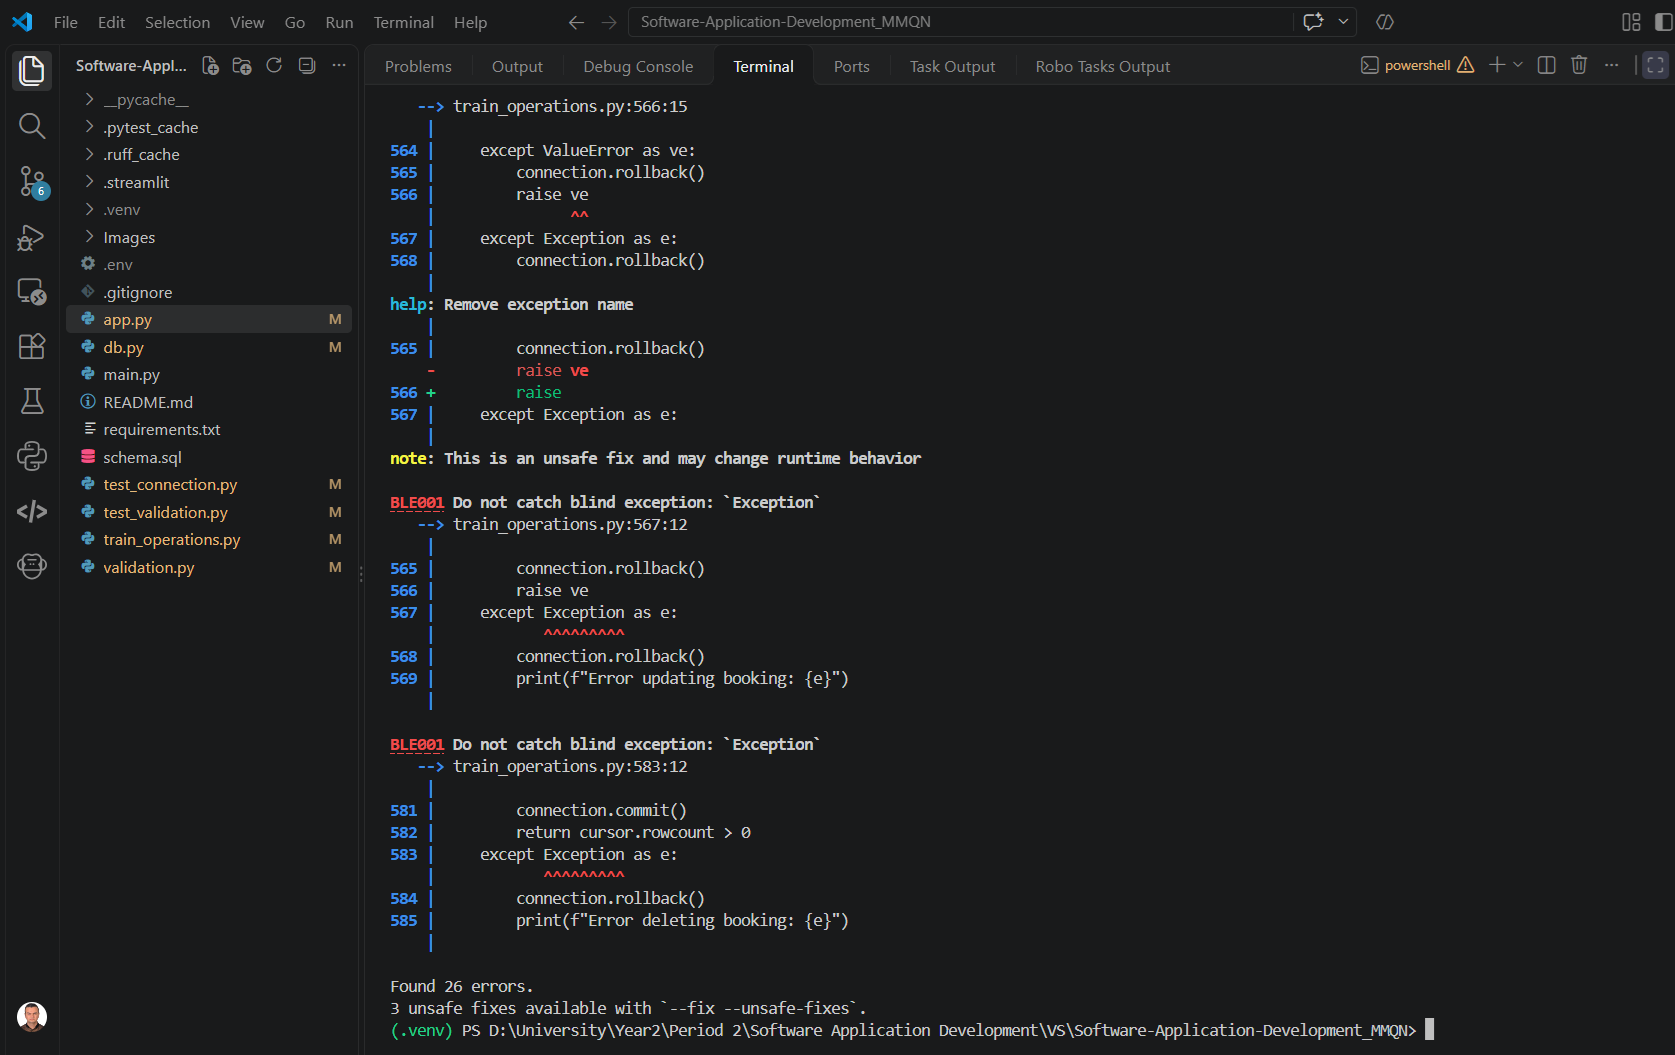 File Edit Selection View Go Run Terminal Help
Software-Application-Development_MMQN
Software-Appl...
Problems Output Debug Console Terminal Ports Task Output Robo Tasks Output
powershell
__pycache__
.pytest_cache
.ruff_cache
.streamlit
.venv
Images
.env
.gitignore
app.py M
db.py M
main.py
README.md
requirements.txt
schema.sql
test_connection.py M
test_validation.py M
train_operations.py M
validation.py M
6
--> train_operations.py:566:15
|
564 | except ValueError as ve:
565 | connection.rollback()
566 | raise ve
| ^^
567 | except Exception as e:
568 | connection.rollback()
|
help: Remove exception name
|
565 | connection.rollback()
- raise ve
566 + raise
567 | except Exception as e:
|
note: This is an unsafe fix and may change runtime behavior
BLE001 Do not catch blind exception: `Exception`
--> train_operations.py:567:12
|
565 | connection.rollback()
566 | raise ve
567 | except Exception as e:
| ^^^^^^^^^
568 | connection.rollback()
569 | print(f"Error updating booking: {e}")
|
BLE001 Do not catch blind exception: `Exception`
--> train_operations.py:583:12
|
581 | connection.commit()
582 | return cursor.rowcount > 0
583 | except Exception as e:
| ^^^^^^^^^
584 | connection.rollback()
585 | print(f"Error deleting booking: {e}")
|
Found 26 errors.
3 unsafe fixes available with `--fix --unsafe-fixes`.
(.venv) PS D:\University\Year2\Period 2\Software Application Development\VS\Software-Application-Development_MMQN>